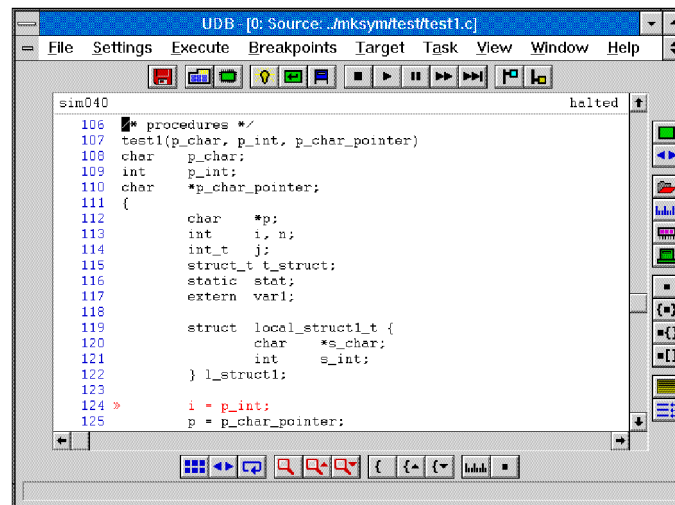 UDB - [0: Source: ../mksym/test/test1.c]
File Settings Execute Breakpoints Target Task View Window Help
sim040 halted
106 /* procedures */
107 test1(p_char, p_int, p_char_pointer)
108 char p_char;
109 int p_int;
110 char *p_char_pointer;
111 {
112 char *p;
113 int i, n;
114 int_t j;
115 struct_t t_struct;
116 static stat;
117 extern var1;
118
119 struct local_struct1_t {
120 char *s_char;
121 int s_int;
122 } l_struct1;
123
124 » i = p_int;
125 p = p_char_pointer;